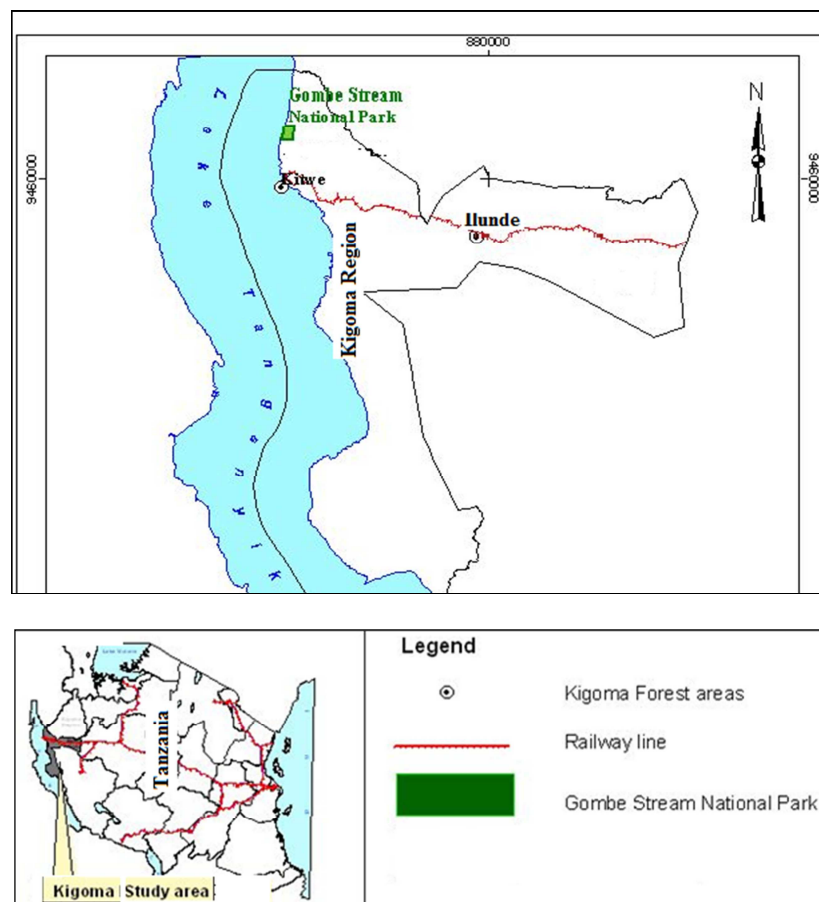 880000
Gombe Stream
National Park
9460000
Kitwe
N
9460000
Ilunde
Kigoma Region
Lake Tanganyik
Tanzania
Kigoma Study area
Legend
Kigoma Forest areas
Railway line
Gombe Stream National Park